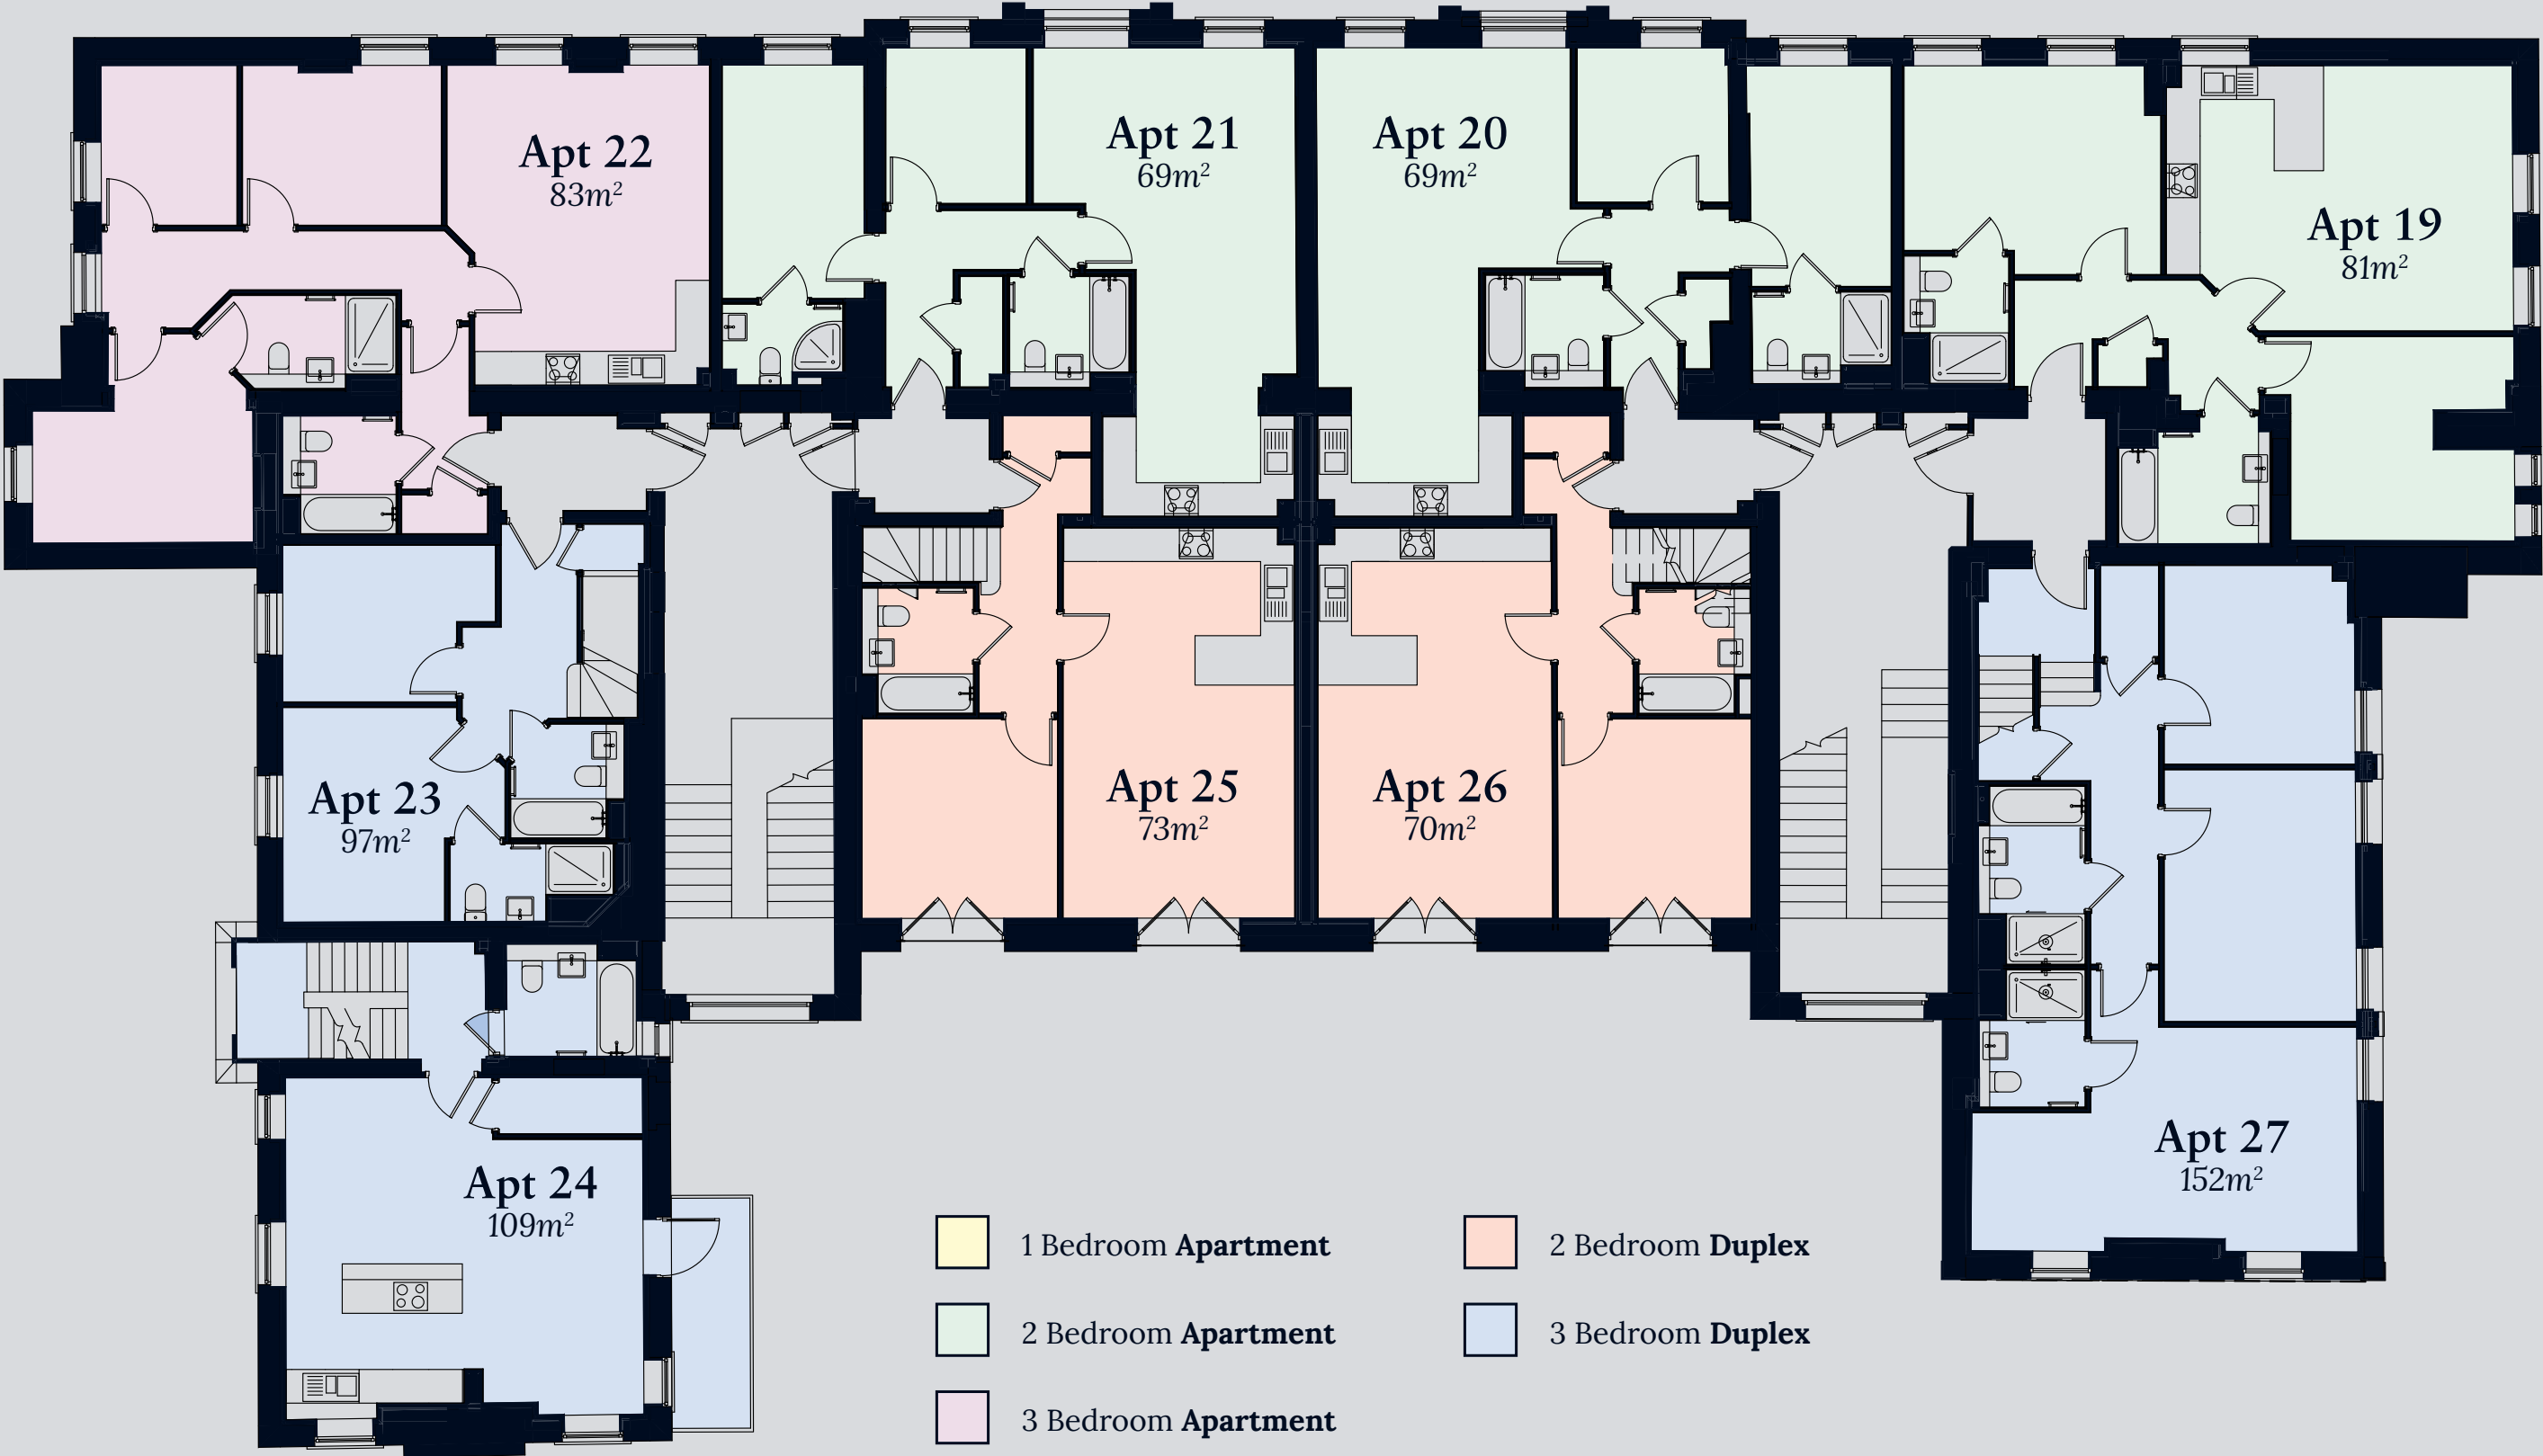 Apt 22
83m²
Apt 21
69m²
Apt 20
69m²
Apt 19
81m²
Apt 23
97m²
Apt 25
73m²
Apt 26
70m²
Apt 24
109m²
Apt 27
152m²
1 Bedroom Apartment
2 Bedroom Apartment
3 Bedroom Apartment
2 Bedroom Duplex
3 Bedroom Duplex